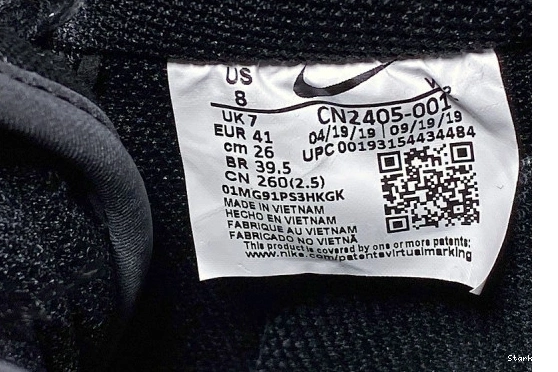 US
8
UK 7
EUR 41
cm 26
BR 39.5
CN 260(2.5)
CN2405-001
04/19/19 | 09/19/19
UPC 00193154434484
01MG91PS3HKGK
MADE IN VIETNAM
HECHO EN VIETNAM
FABRIQUE AU VIETNAM
FABRICADO NO VIETNÃ
This product is covered by one or more patents:
www.nike.com/patentsvirtualmarking
Stark